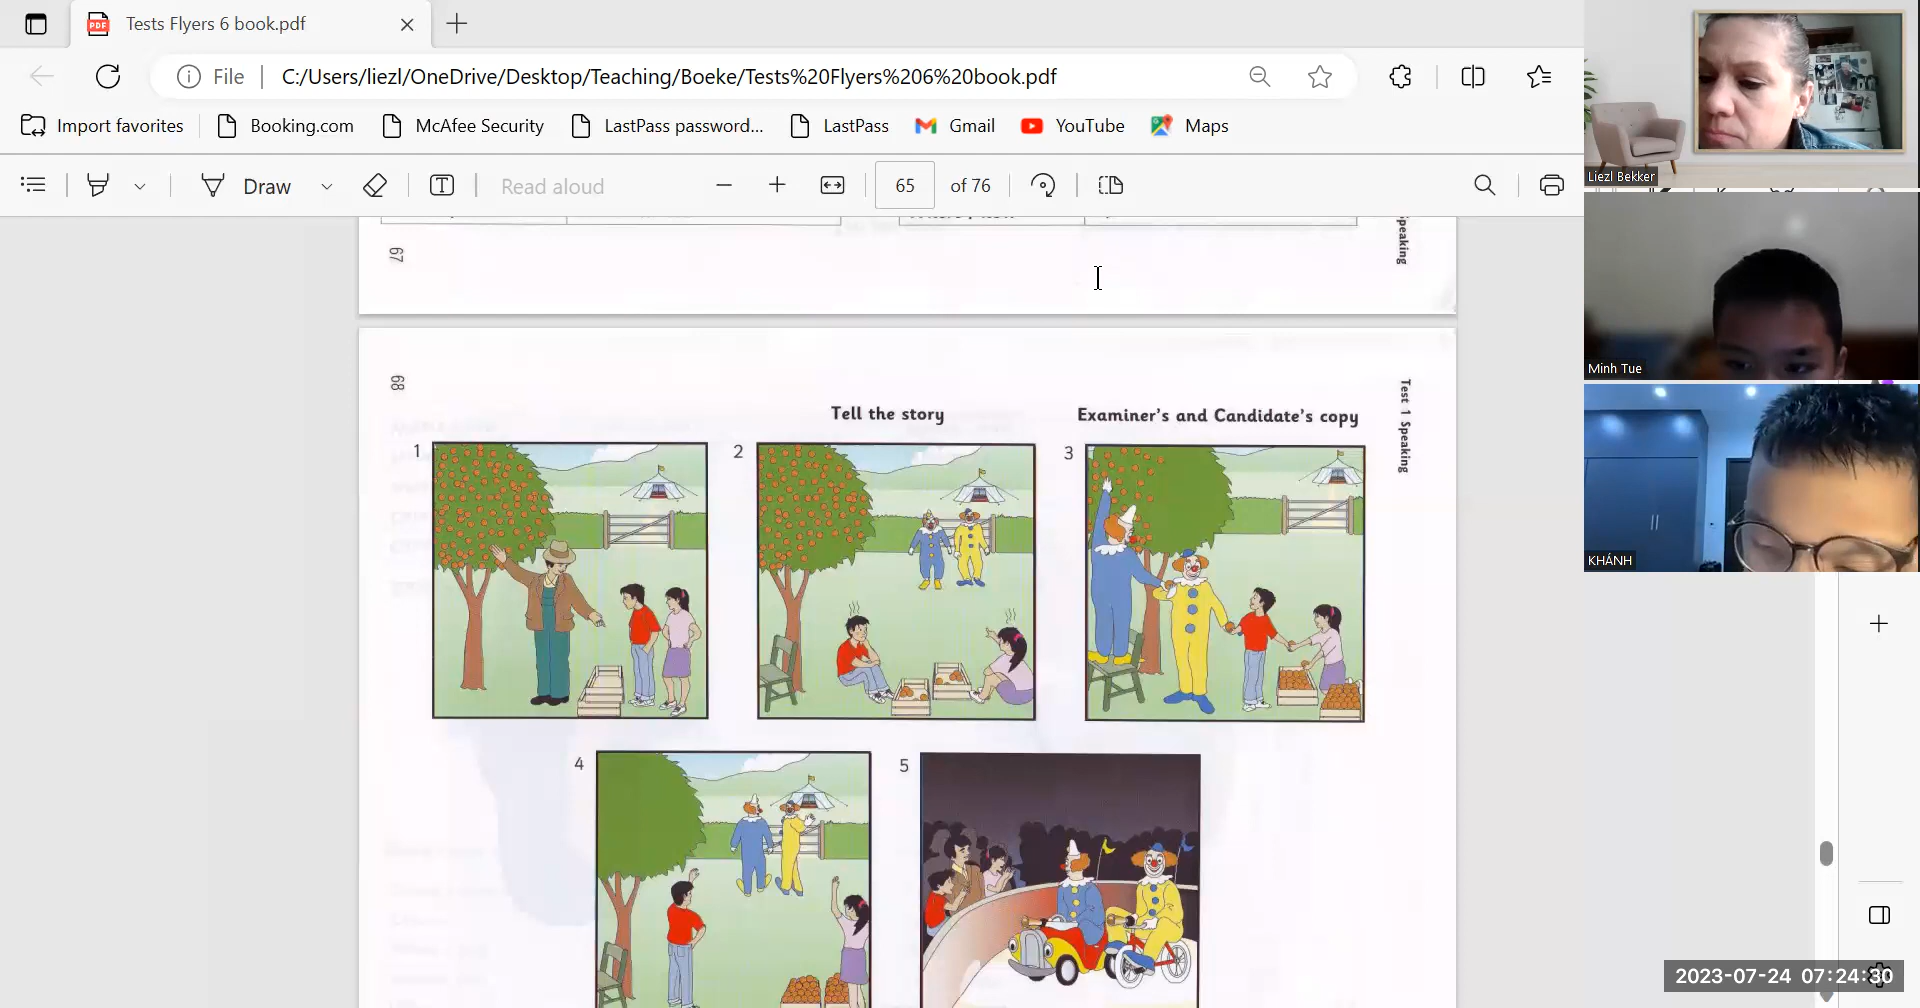 Tests Flyers 6 book.pdf
File
C:/Users/liezl/OneDrive/Desktop/Teaching/Boeke/Tests%20Flyers%206%20book.pdf
Import favorites
Booking.com
McAfee Security
LastPass password...
LastPass
Gmail
YouTube
Maps
Draw
Read aloud
65
of 76
Liezl Bekker
67
Speaking
Minh Tue
68
Tell the story
Examiner's and Candidate's copy
Test 1 Speaking
1
2
3
KHÁNH
4
5
2023-07-24 07:24:30